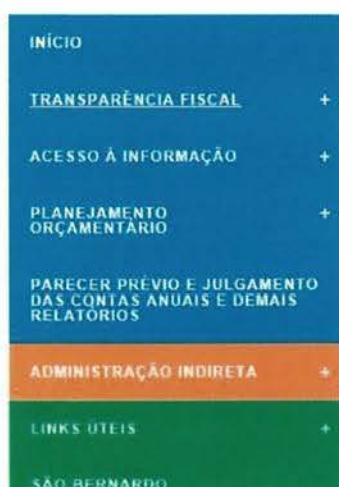 INÍCIO
TRANSPARÊNCIA FISCAL +
ACESSO À INFORMAÇÃO +
PLANEJAMENTO +
ORÇAMENTÁRIO
PARECER PRÉVIO E JULGAMENTO
DAS CONTAS ANUAIS E DEMAIS
RELATÓRIOS
ADMINISTRAÇÃO INDIRETA +
LINKS ÚTEIS +
SÃO BERNARDO